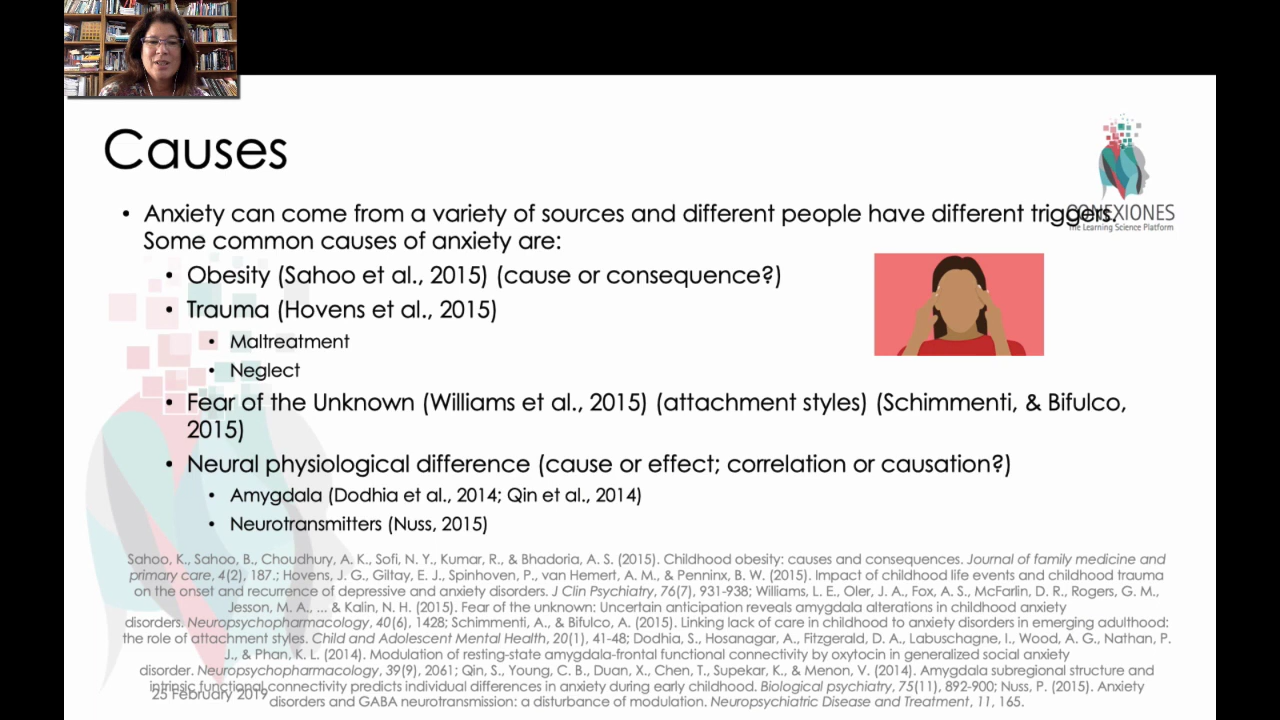 Causes
• Anxiety can come from a variety of sources and different people have different triggers.
Some common causes of anxiety are:
• Obesity (Sahoo et al., 2015) (cause or consequence?)
• Trauma (Hovens et al., 2015)
• Maltreatment
• Neglect
• Fear of the Unknown (Williams et al., 2015) (attachment styles) (Schimmenti, & Bifulco,
2015)
• Neural physiological difference (cause or effect; correlation or causation?)
• Amygdala (Dodhia et al., 2014; Qin et al., 2014)
• Neurotransmitters (Nuss, 2015)
CONEXIONES
The Learning Science Platform
Sahoo, K., Sahoo, B., Choudhury, A. K., Sofi, N. Y., Kumar, R., & Bhadoria, A. S. (2015). Childhood obesity: causes and consequences. Journal of family medicine and
primary care, 4(2), 187.; Hovens, J. G., Giltay, E. J., Spinhoven, P., van Hemert, A. M., & Penninx, B. W. (2015). Impact of childhood life events and childhood trauma
on the onset and recurrence of depressive and anxiety disorders. J Clin Psychiatry, 76(7), 931-938; Williams, L. E., Oler, J. A., Fox, A. S., McFarlin, D. R., Rogers, G. M.,
Jesson, M. A., ... & Kalin, N. H. (2015). Fear of the unknown: Uncertain anticipation reveals amygdala alterations in childhood anxiety
disorders. Neuropsychopharmacology, 40(6), 1428; Schimmenti, A., & Bifulco, A. (2015). Linking lack of care in childhood to anxiety disorders in emerging adulthood:
the role of attachment styles. Child and Adolescent Mental Health, 20(1), 41-48; Dodhia, S., Hosanagar, A., Fitzgerald, D. A., Labuschagne, I., Wood, A. G., Nathan, P.
J., & Phan, K. L. (2014). Modulation of resting-state amygdala-frontal functional connectivity by oxytocin in generalized social anxiety
disorder. Neuropsychopharmacology, 39(9), 2061; Qin, S., Young, C. B., Duan, X., Chen, T., Supekar, K., & Menon, V. (2014). Amygdala subregional structure and
intrinsic functional connectivity predicts individual differences in anxiety during early childhood. Biological psychiatry, 75(11), 892-900; Nuss, P. (2015). Anxiety
disorders and GABA neurotransmission: a disturbance of modulation. Neuropsychiatric Disease and Treatment, 11, 165.
25 February 2019